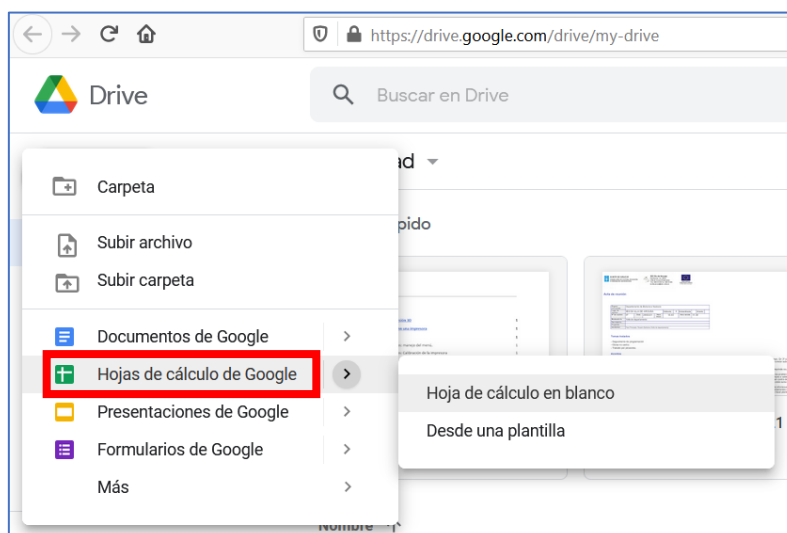 https://drive.google.com/drive/my-drive
Drive
Buscar en Drive
ad
Carpeta
pido
Subir archivo
Subir carpeta
Documentos de Google
Hojas de cálculo de Google
Hoja de cálculo en blanco
Presentaciones de Google
Desde una plantilla
.1
Formularios de Google
Más
Nombre